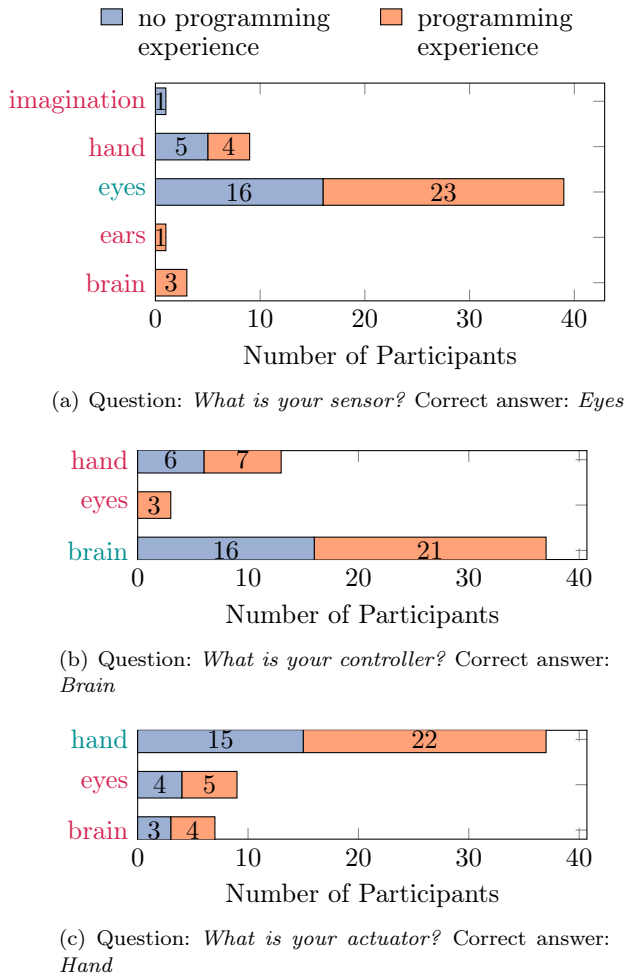 no programming experience
programming experience
imagination
1
hand
5 4
eyes
16 23
ears
1
brain
3
0 10 20 30 40
Number of Participants
(a) Question: What is your sensor? Correct answer: Eyes
hand
6 7
eyes
3
brain
16 21
0 10 20 30 40
Number of Participants
(b) Question: What is your controller? Correct answer:
Brain
hand
15 22
eyes
4 5
brain
3 4
0 10 20 30 40
Number of Participants
(c) Question: What is your actuator? Correct answer:
Hand